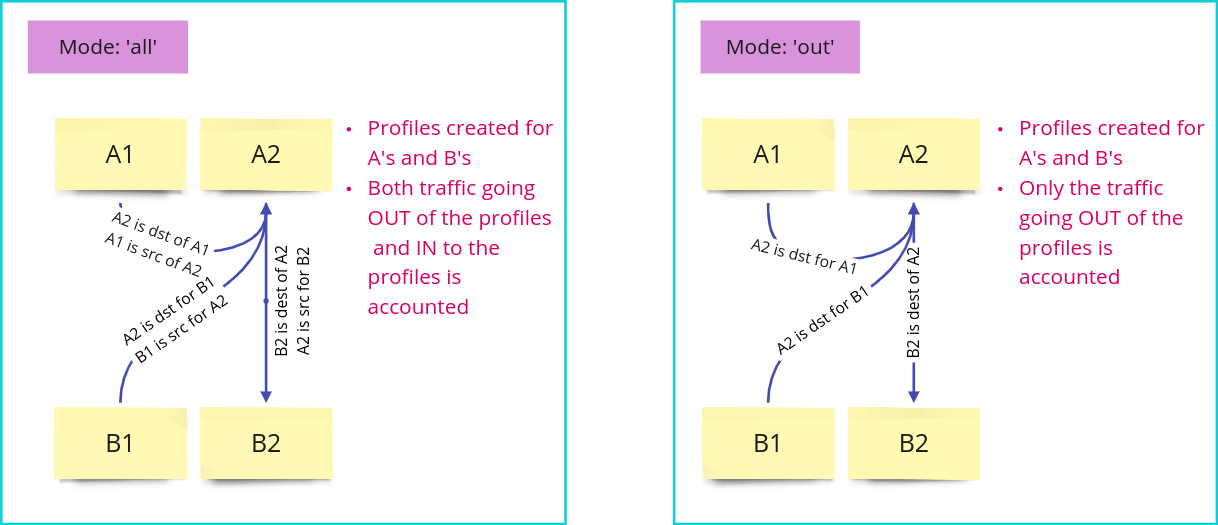 Mode: 'all'
A1
A2
• Profiles created for
A's and B's
• Both traffic going
OUT of the profiles
and IN to the
profiles is
accounted
A2 is dst of A1
A1 is src of A2
A2 is dst for B1
B1 is src for A2
B2 is dest of A2
A2 is src for B2
B1
B2
Mode: 'out'
A1
A2
• Profiles created for
A's and B's
• Only the traffic
going OUT of the
profiles is
accounted
A2 is dst for A1
A2 is dst for B1
B2 is dest of A2
B1
B2